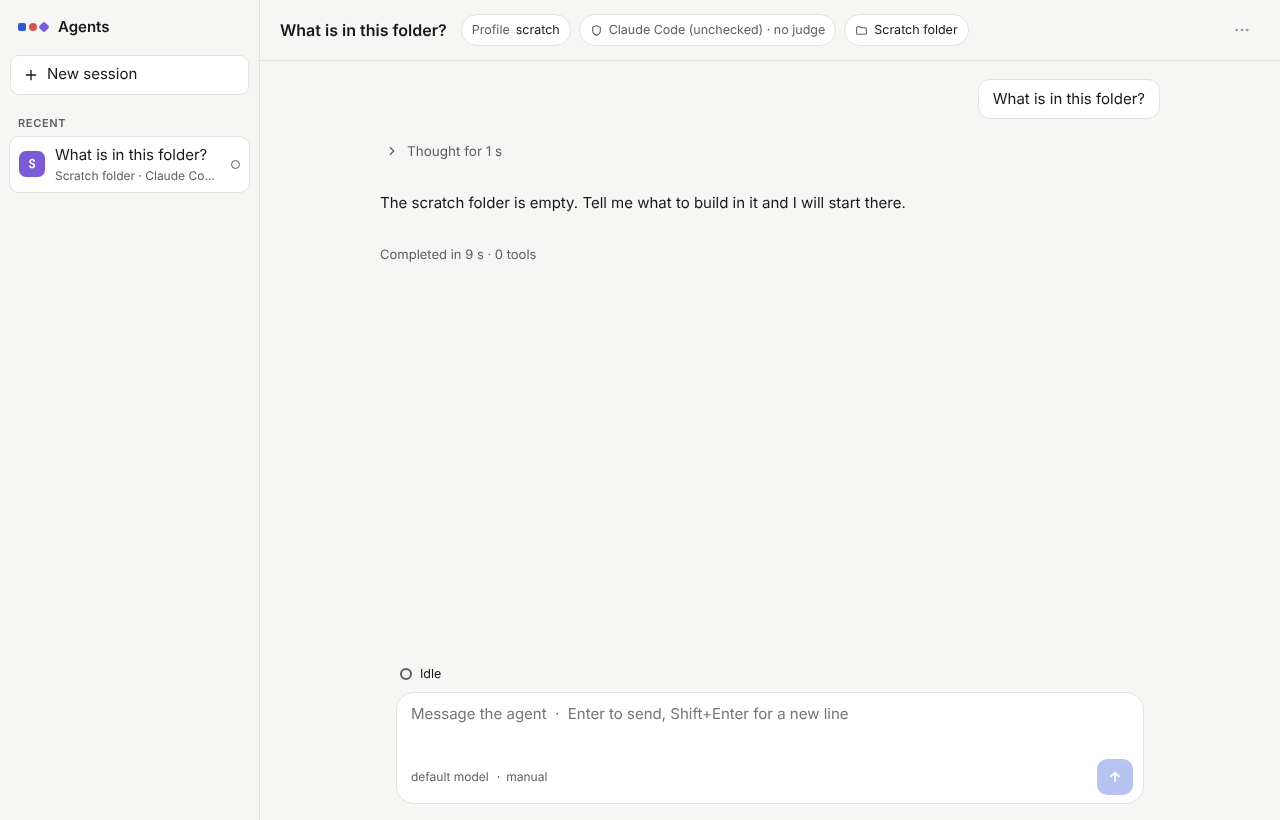 Agents
New session
RECENT
S
What is in this folder?
Scratch folder · Claude Co...
What is in this folder?
Profile scratch
Claude Code (unchecked) · no judge
Scratch folder
What is in this folder?
Thought for 1 s
The scratch folder is empty. Tell me what to build in it and I will start there.
Completed in 9 s · 0 tools
Idle
Message the agent · Enter to send, Shift+Enter for a new line
default model · manual